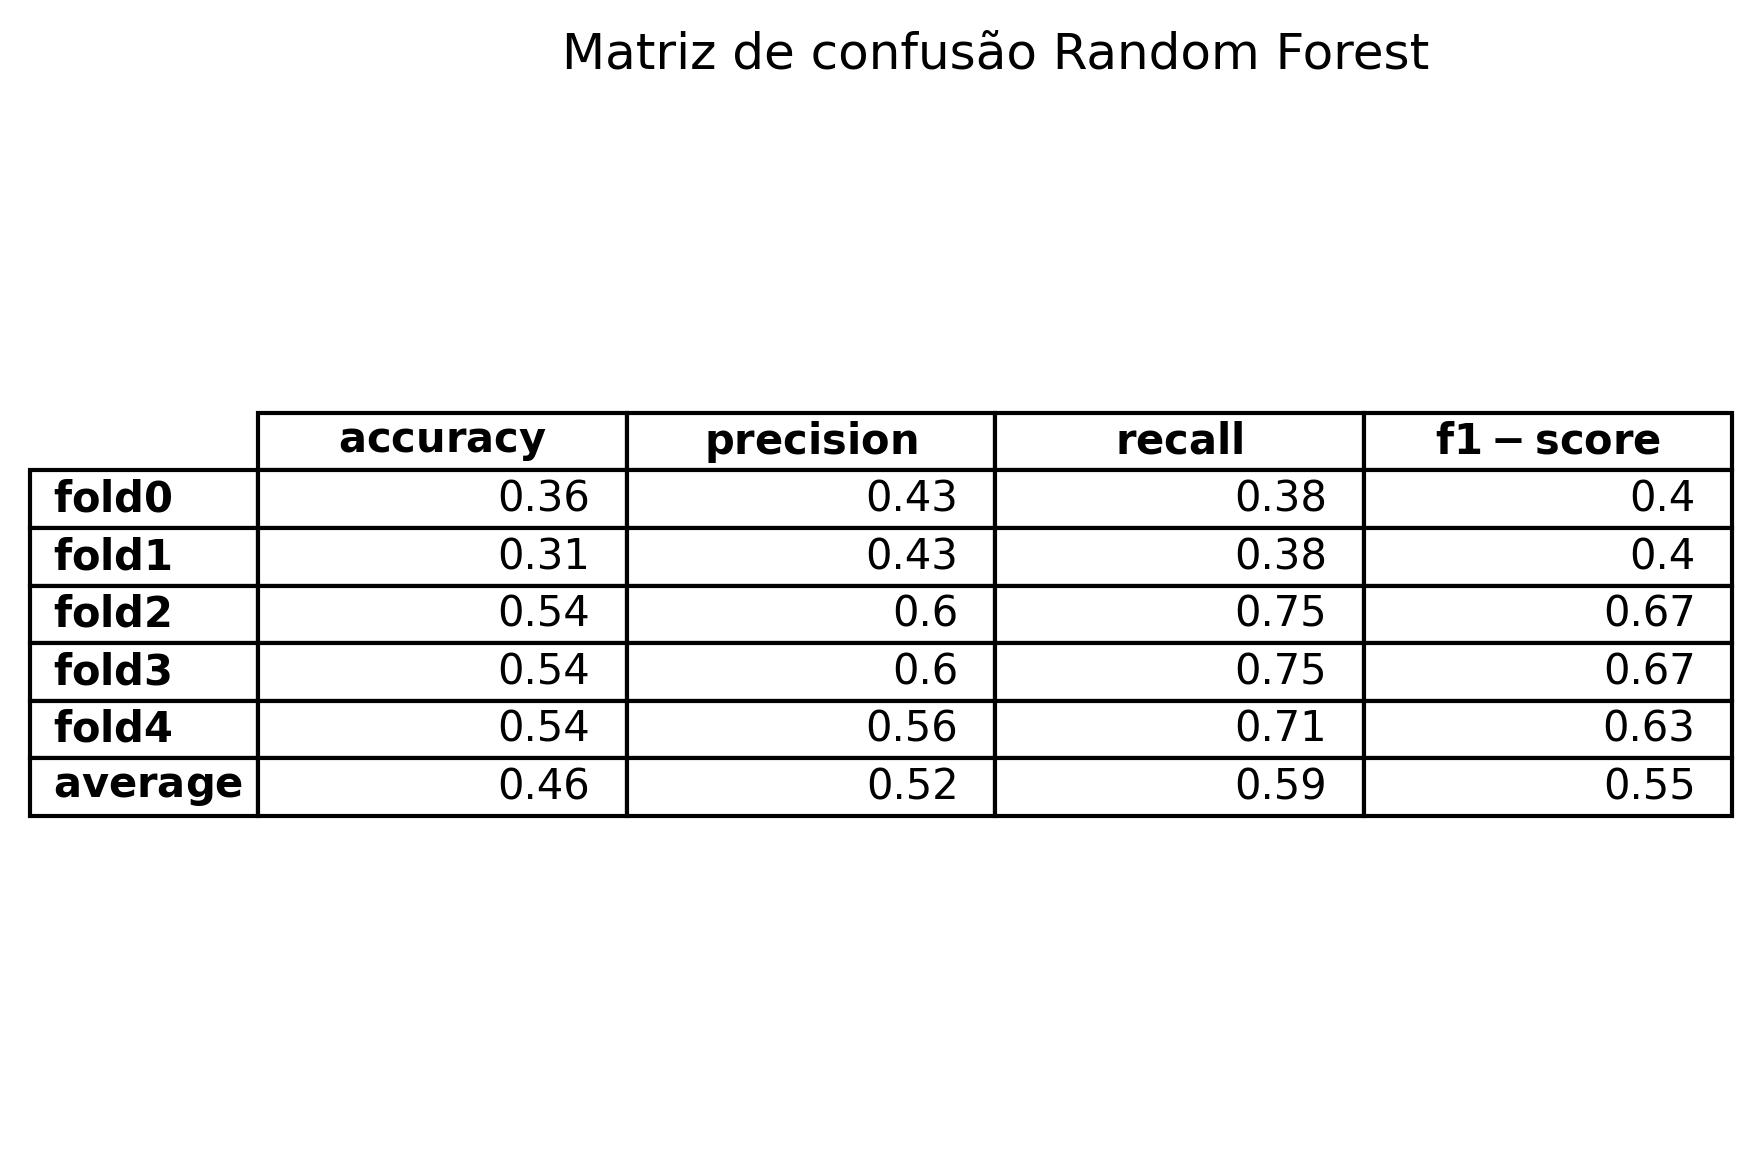 Matriz de confusão Random Forest
accuracy precision recall f1 − score
fold0 0.36 0.43 0.38 0.4
fold1 0.31 0.43 0.38 0.4
fold2 0.54 0.6 0.75 0.67
fold3 0.54 0.6 0.75 0.67
fold4 0.54 0.56 0.71 0.63
average 0.46 0.52 0.59 0.55